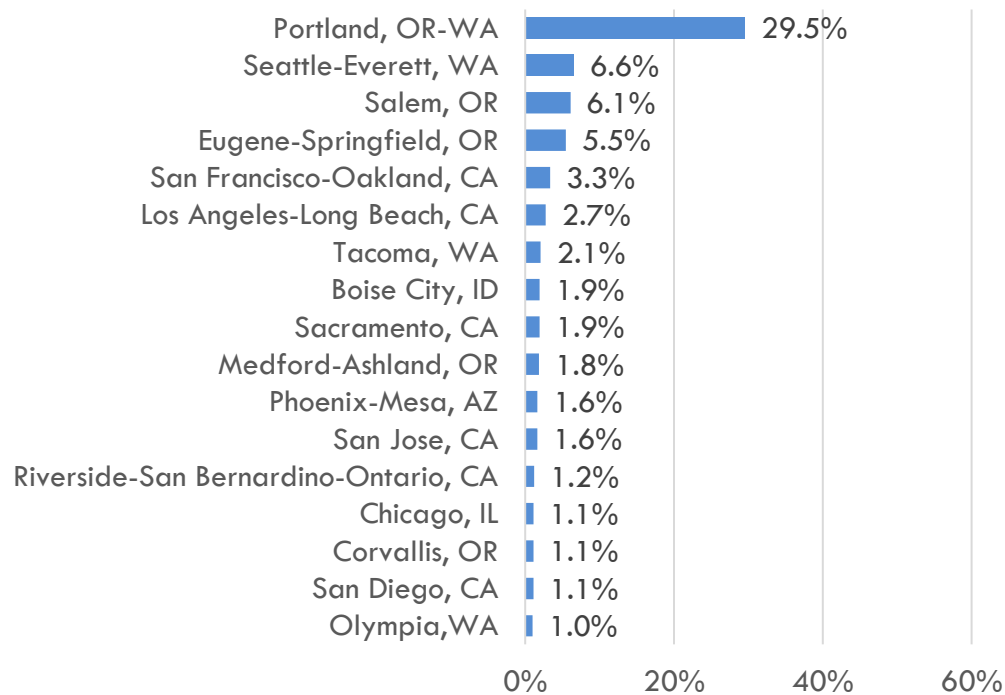 Portland, OR-WA 29.5%
Seattle-Everett, WA 6.6%
Salem, OR 6.1%
Eugene-Springfield, OR 5.5%
San Francisco-Oakland, CA 3.3%
Los Angeles-Long Beach, CA 2.7%
Tacoma, WA 2.1%
Boise City, ID 1.9%
Sacramento, CA 1.9%
Medford-Ashland, OR 1.8%
Phoenix-Mesa, AZ 1.6%
San Jose, CA 1.6%
Riverside-San Bernardino-Ontario, CA 1.2%
Chicago, IL 1.1%
Corvallis, OR 1.1%
San Diego, CA 1.1%
Olympia,WA 1.0%
0% 20% 40% 60%